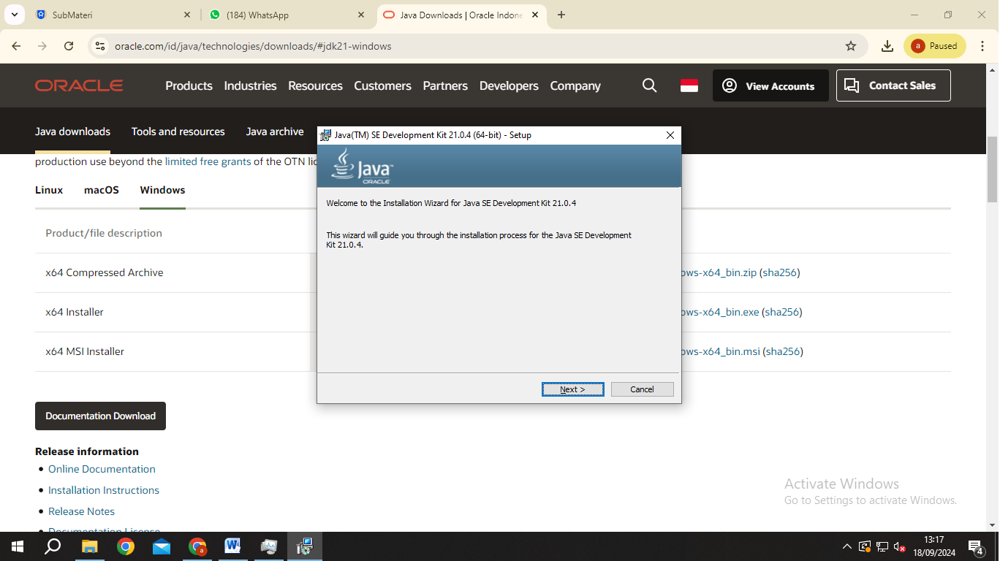 SubMateri
(184) WhatsApp
Java Downloads | Oracle Indone
oracle.com/id/java/technologies/downloads/#jdk21-windows
a Paused
ORACLE
Products Industries Resources Customers Partners Developers Company
View Accounts
Contact Sales
Java downloads Tools and resources Java archive
production use beyond the limited free grants of the OTN lic
Linux macOS Windows
Product/file description
x64 Compressed Archive
ows-x64_bin.zip (sha256)
x64 Installer
ows-x64_bin.exe (sha256)
x64 MSI Installer
ows-x64_bin.msi (sha256)
Java(TM) SE Development Kit 21.0.4 (64-bit) - Setup
Java
ORACLE
Welcome to the Installation Wizard for Java SE Development Kit 21.0.4
This wizard will guide you through the installation process for the Java SE Development
Kit 21.0.4.
Next >
Cancel
Documentation Download
Release information
Online Documentation
Installation Instructions
Release Notes
Documentation License
Activate Windows
Go to Settings to activate Windows.
13:17
18/09/2024
4